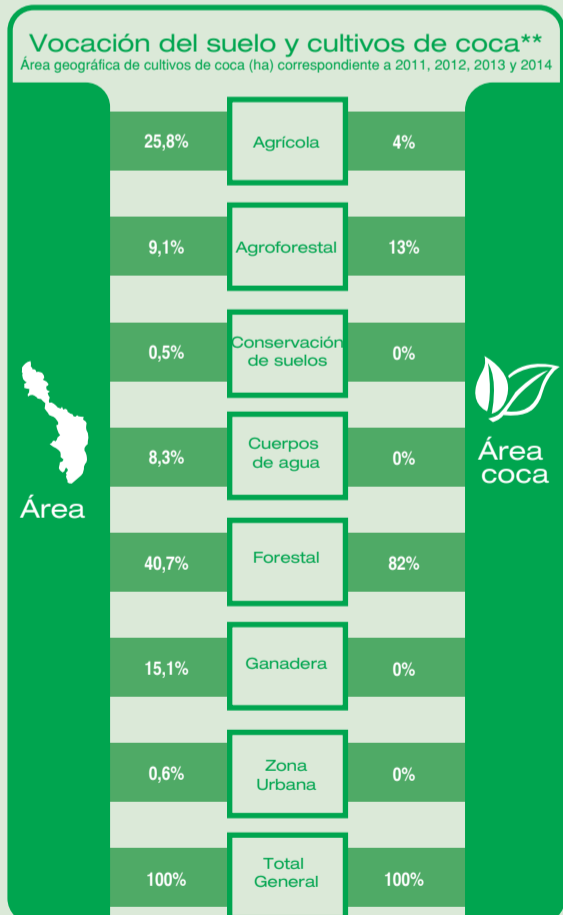 Vocación del suelo y cultivos de coca**
Área geográfica de cultivos de coca (ha) correspondiente a 2011, 2012, 2013 y 2014
25,8% Agrícola 4%
9,1% Agroforestal 13%
0,5% Conservación de suelos 0%
Área
8,3% Cuerpos de agua 0%
Área coca
40,7% Forestal 82%
15,1% Ganadera 0%
0,6% Zona Urbana 0%
100% Total General 100%